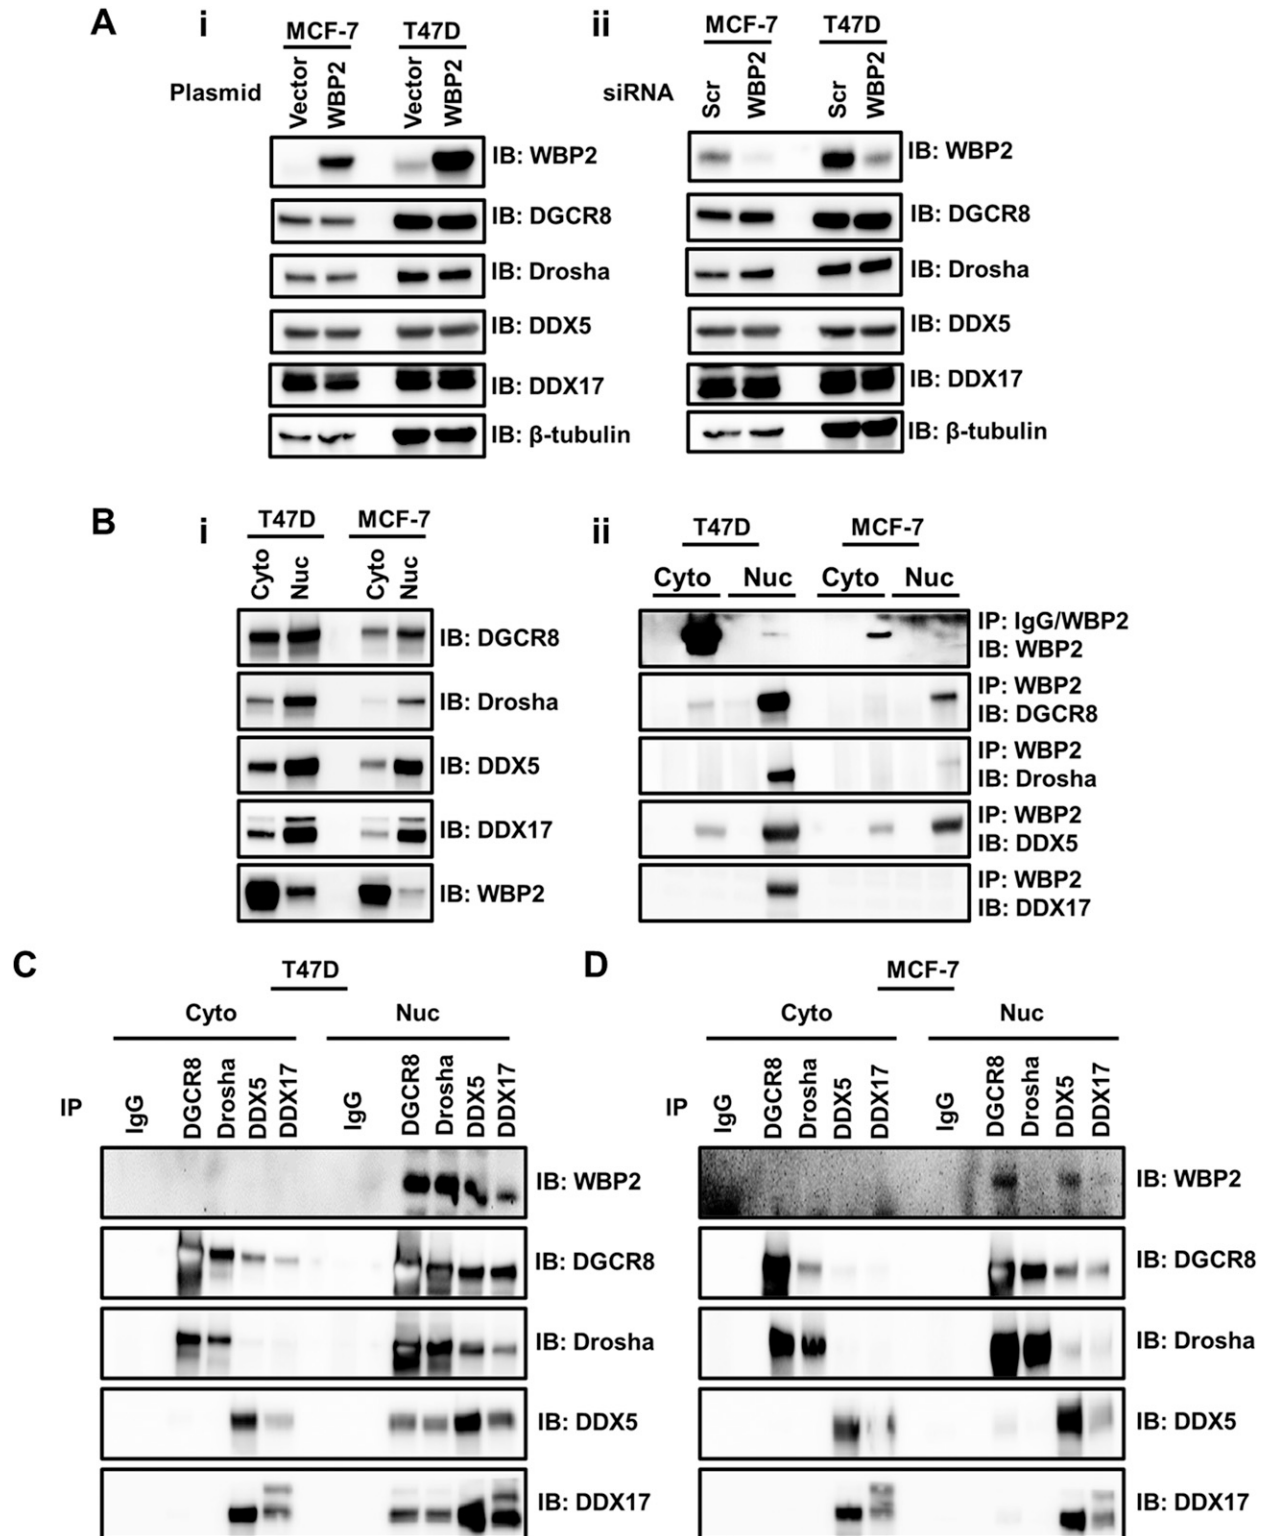 A
i
MCF-7 T47D
Plasmid Vector WBP2 Vector WBP2
IB: WBP2
IB: DGCR8
IB: Drosha
IB: DDX5
IB: DDX17
IB: β-tubulin
ii
MCF-7 T47D
siRNA Scr WBP2 Scr WBP2
IB: WBP2
IB: DGCR8
IB: Drosha
IB: DDX5
IB: DDX17
IB: β-tubulin
B
i
T47D MCF-7
Cyto Nuc Cyto Nuc
IB: DGCR8
IB: Drosha
IB: DDX5
IB: DDX17
IB: WBP2
ii
T47D MCF-7
Cyto Nuc Cyto Nuc
IP: IgG/WBP2
IB: WBP2
IP: WBP2
IB: DGCR8
IP: WBP2
IB: Drosha
IP: WBP2
IB: DDX5
IP: WBP2
IB: DDX17
C
T47D
Cyto Nuc
IP IgG DGCR8 Drosha DDX5 DDX17 IgG DGCR8 Drosha DDX5 DDX17
IB: WBP2
IB: DGCR8
IB: Drosha
IB: DDX5
IB: DDX17
D
MCF-7
Cyto Nuc
IP IgG DGCR8 Drosha DDX5 DDX17 IgG DGCR8 Drosha DDX5 DDX17
IB: WBP2
IB: DGCR8
IB: Drosha
IB: DDX5
IB: DDX17